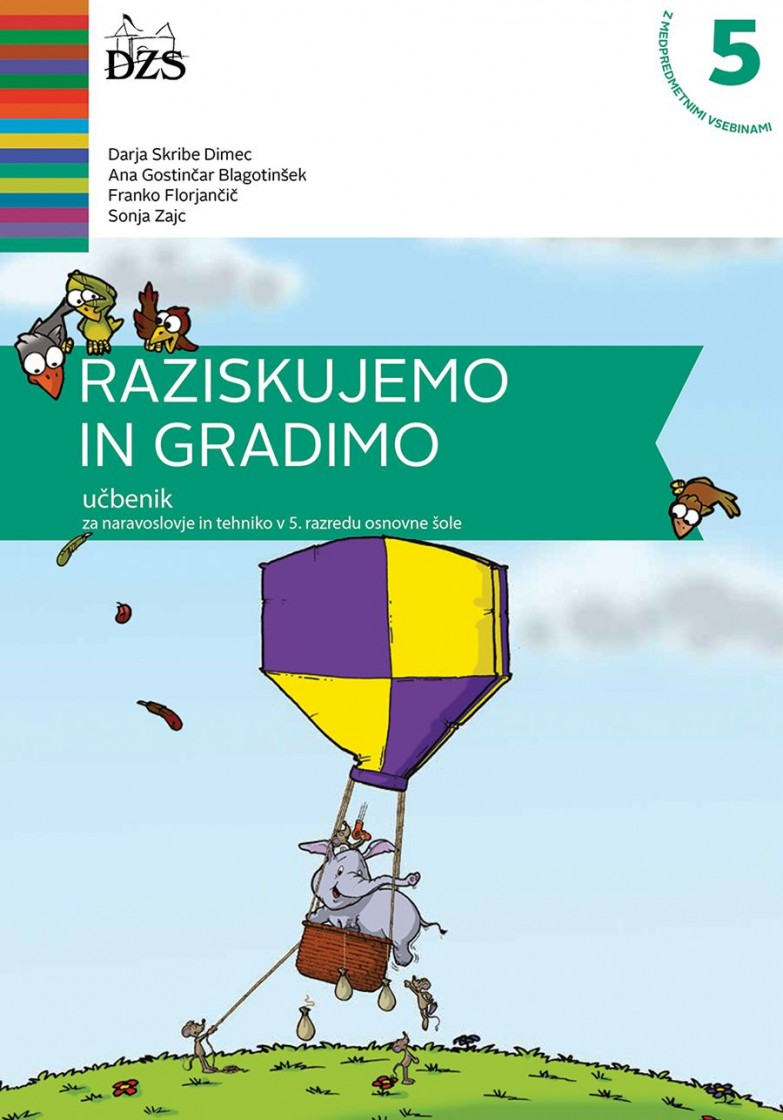 DZS
5
Z MEDPREDMETNIMI VSEBINAMI
Darja Skribe Dimec
Ana Gostinčar Blagotinšek
Franko Florjančič
Sonja Zajc
RAZISKUJEMO
IN GRADIMO
učbenik
za naravoslovje in tehniko v 5. razredu osnovne šole